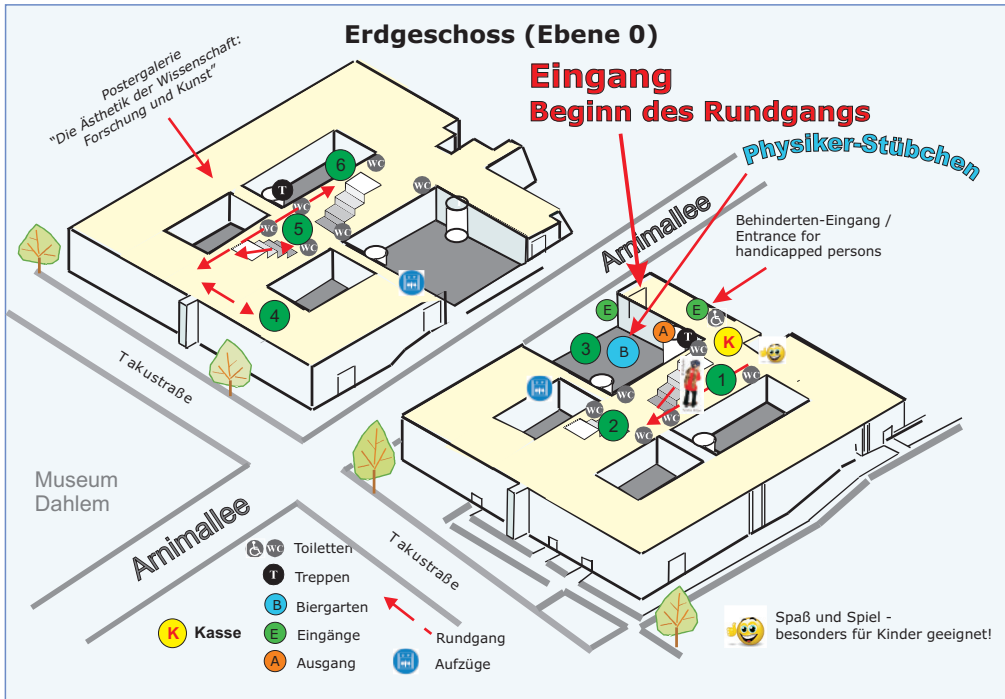 Erdgeschoss (Ebene 0)
Postergalerie
"Die Ästhetik der Wissenschaft:
Forschung und Kunst"
Eingang
Beginn des Rundgangs
Physiker-Stübchen
Arnimallee
Behinderten-Eingang /
Entrance for
handicapped persons
6
WC
WC
T
WC
WC
5
WC
WC
4
E
E
A
T
K
3
B
WC
1
WC
WC
WC
2
WC
WC
Takustraße
Museum
Dahlem
Arnimallee
Takustraße
WC Toiletten
T Treppen
B Biergarten
K Kasse
E Eingänge
A Ausgang
Rundgang
Aufzüge
Spaß und Spiel -
besonders für Kinder geeignet!